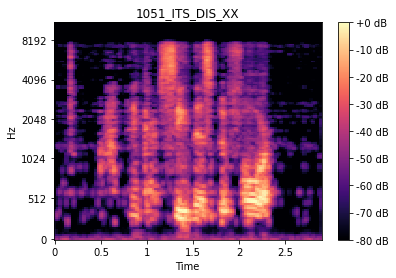 1051_ITS_DIS_XX
+0 dB
8192
-10 dB
4096
-20 dB
-30 dB
2048
Hz
-40 dB
1024
-50 dB
512
-60 dB
-70 dB
0
-80 dB
0 0.5 1 1.5 2 2.5
Time